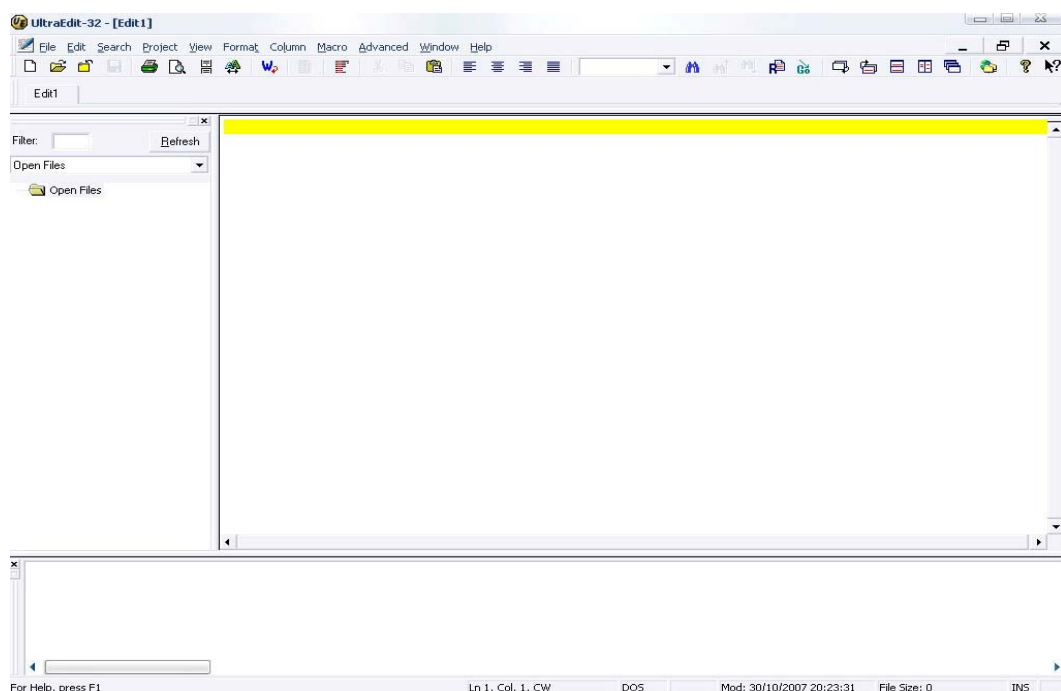 UltraEdit-32 - [Edit1]
File Edit Search Project View Format Column Macro Advanced Window Help
Edit1
Filter: Refresh
Open Files
Open Files
For Help, press F1 Ln 1, Col. 1, CW DOS Mod: 30/10/2007 20:23:31 File Size: 0 INS